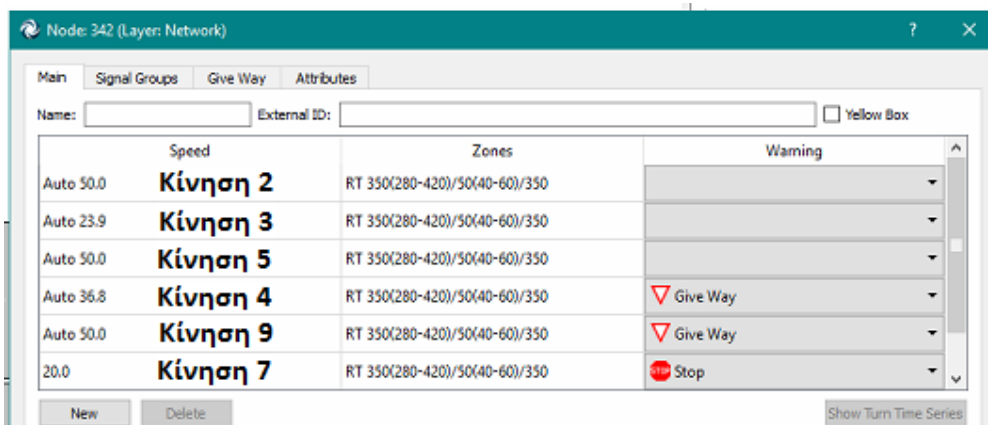 Node: 342 (Layer: Network)
Main Signal Groups Give Way Attributes
Name: External ID: Yellow Box
Speed Zones Warning
Auto 50.0 Κίνηση 2 RT 350(280-420)/50(40-60)/350
Auto 23.9 Κίνηση 3 RT 350(280-420)/50(40-60)/350
Auto 50.0 Κίνηση 5 RT 350(280-420)/50(40-60)/350
Auto 36.8 Κίνηση 4 RT 350(280-420)/50(40-60)/350 Give Way
Auto 50.0 Κίνηση 9 RT 350(280-420)/50(40-60)/350 Give Way
20.0 Κίνηση 7 RT 350(280-420)/50(40-60)/350 STOP Stop
New Delete Show Turn Time Series